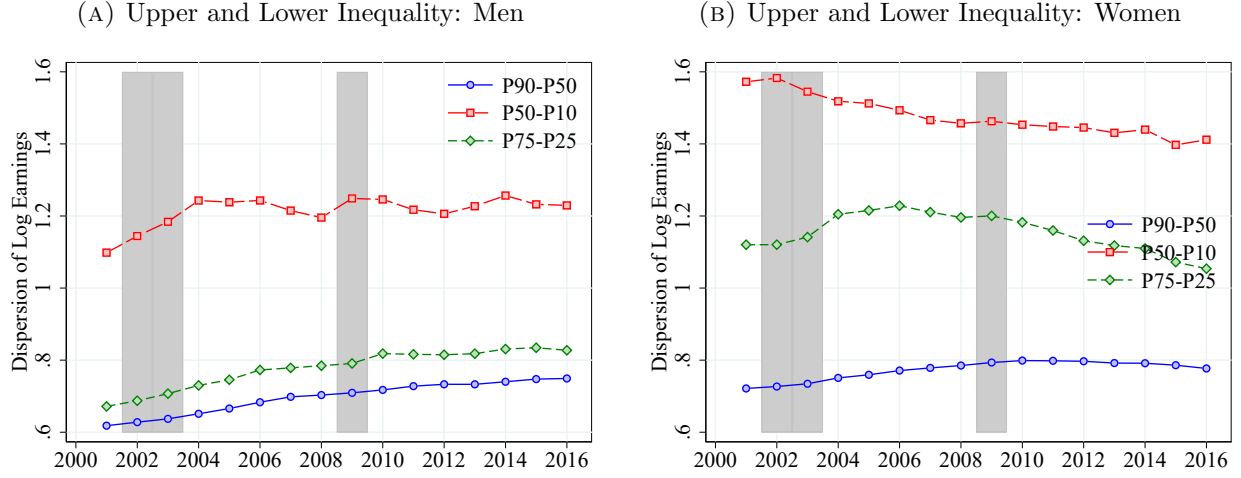 (A) Upper and Lower Inequality: Men
Dispersion of Log Earnings
1.6
1.4
1.2
1
.8
.6
P90-P50
P50-P10
P75-P25
2000 2002 2004 2006 2008 2010 2012 2014 2016
(B) Upper and Lower Inequality: Women
Dispersion of Log Earnings
1.6
1.4
1.2
1
.8
.6
P90-P50
P50-P10
P75-P25
2000 2002 2004 2006 2008 2010 2012 2014 2016